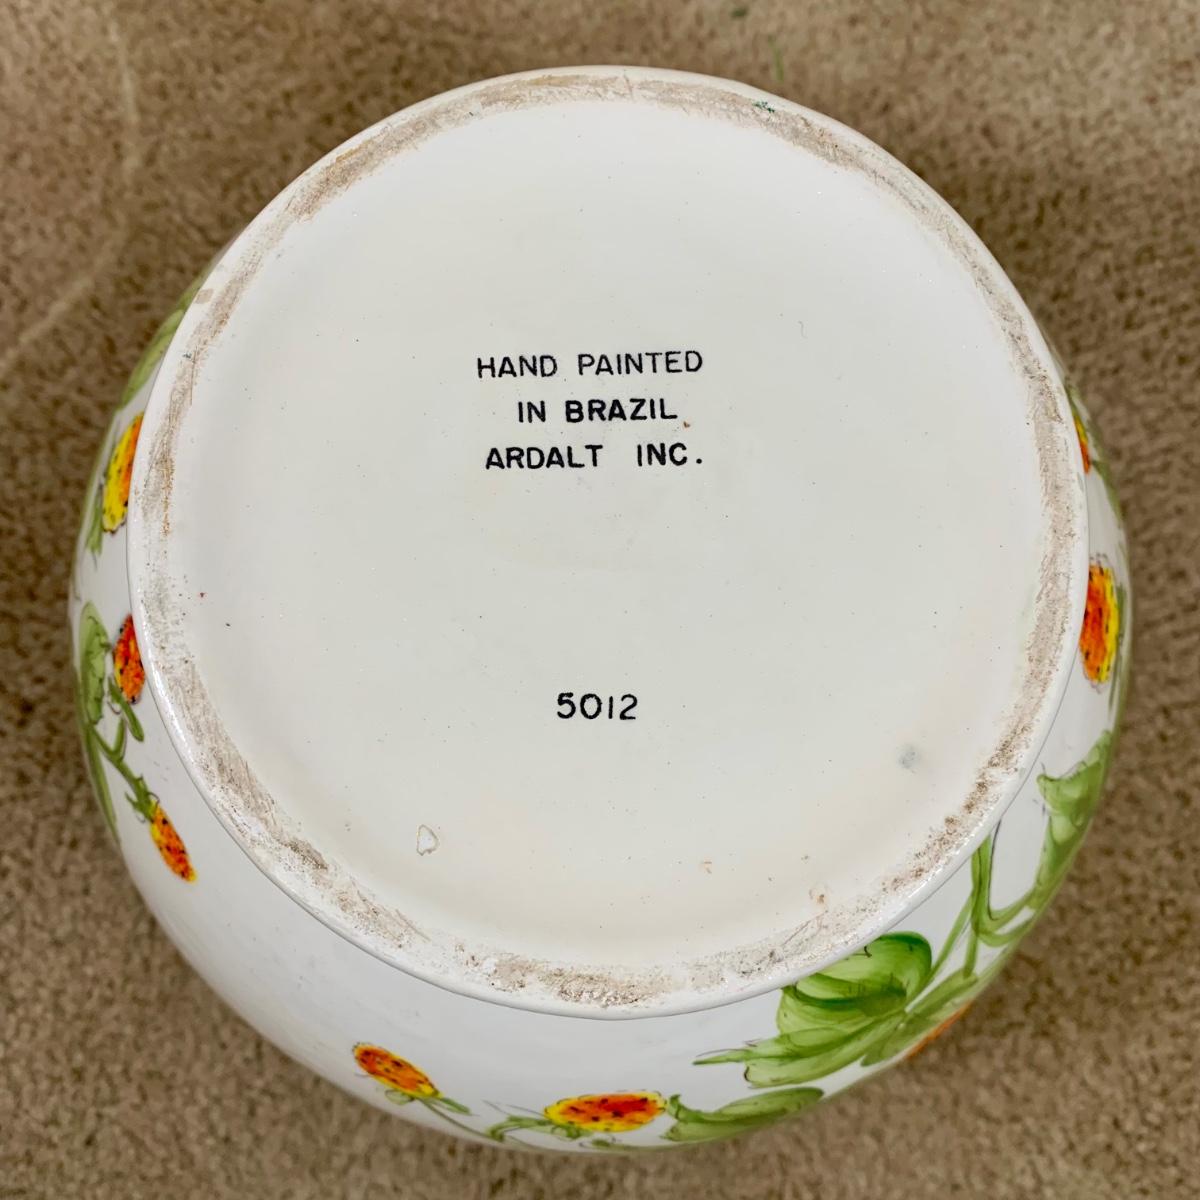 HAND PAINTED
IN BRAZIL
ARDALT INC.
5012